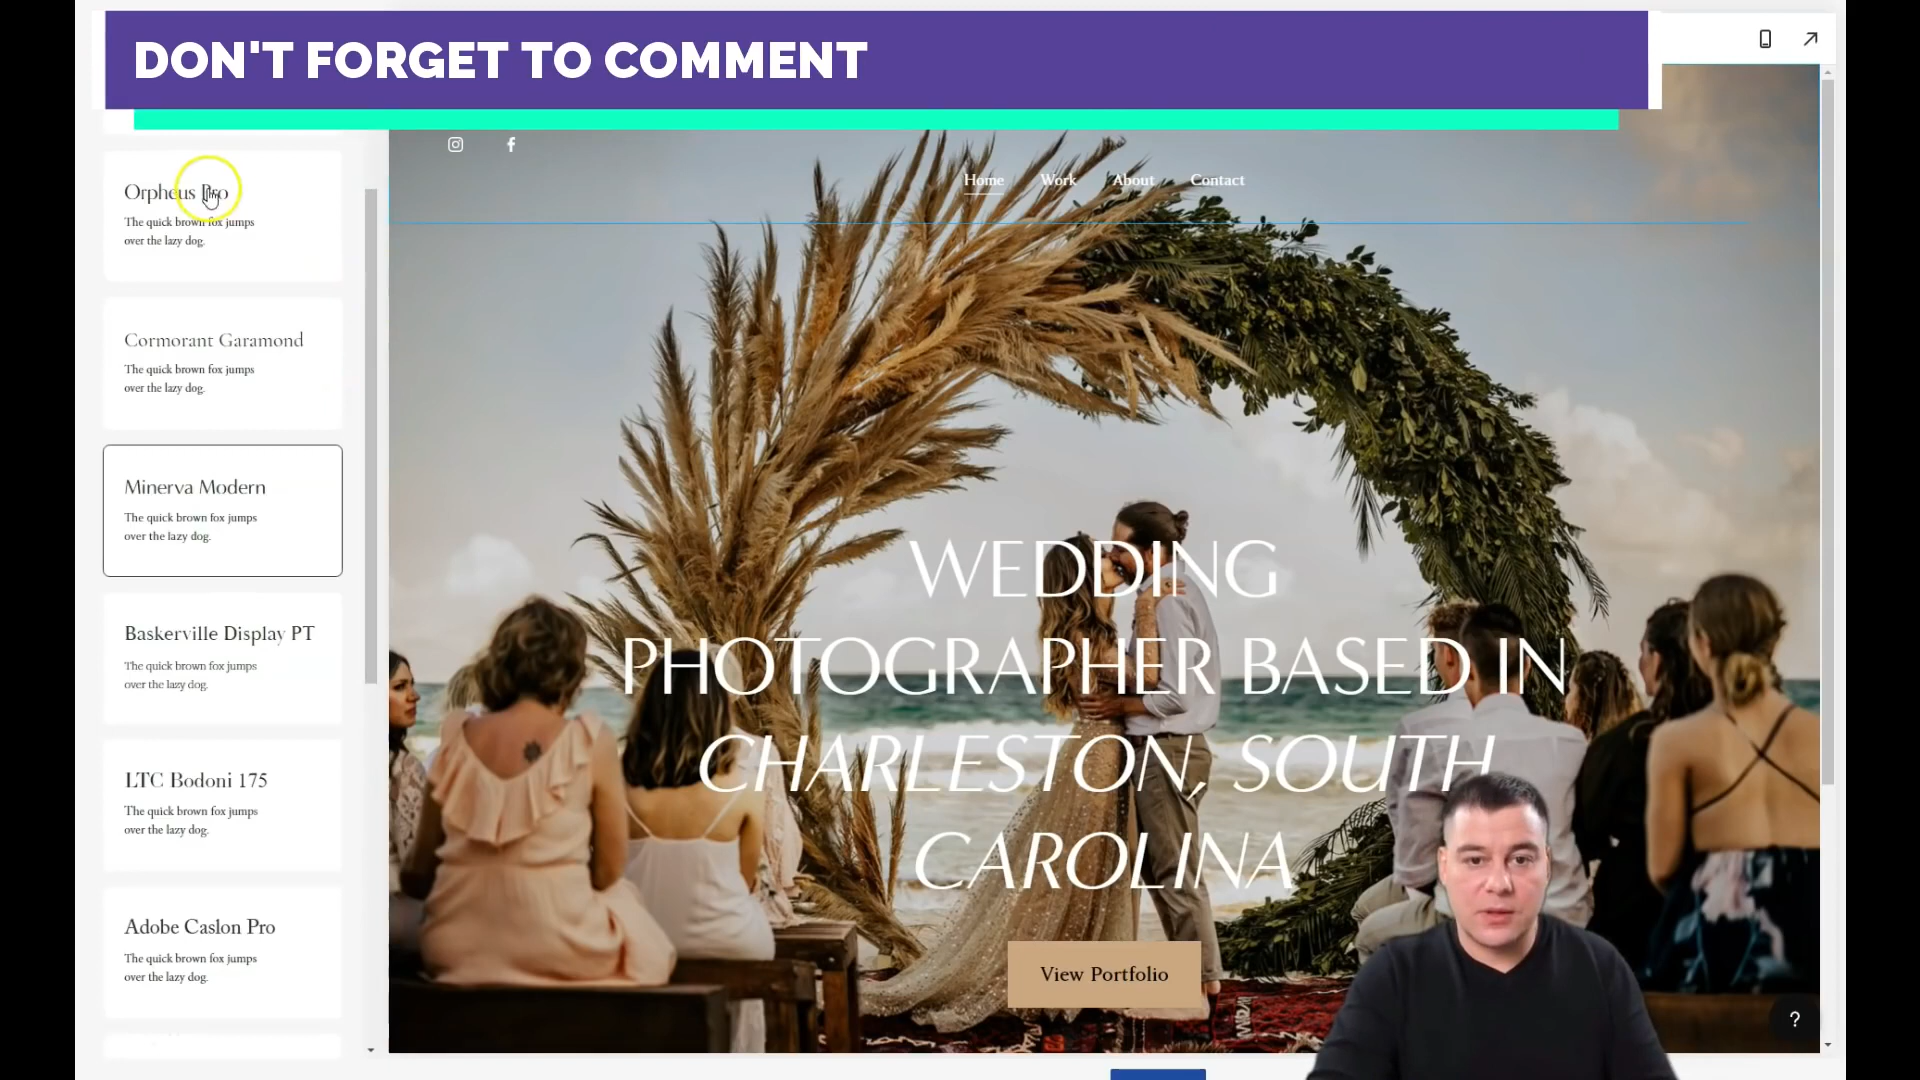 DON'T FORGET TO COMMENT
Orpheus Pro
The quick brown fox jumps
over the lazy dog.
Cormorant Garamond
The quick brown fox jumps
over the lazy dog.
Minerva Modern
The quick brown fox jumps
over the lazy dog.
Baskerville Display PT
The quick brown fox jumps
over the lazy dog.
LTC Bodoni 175
The quick brown fox jumps
over the lazy dog.
Adobe Caslon Pro
The quick brown fox jumps
over the lazy dog.
Home Work About Contact
WEDDING
PHOTOGRAPHER BASED IN
CHARLESTON, SOUTH
CAROLINA
View Portfolio
?